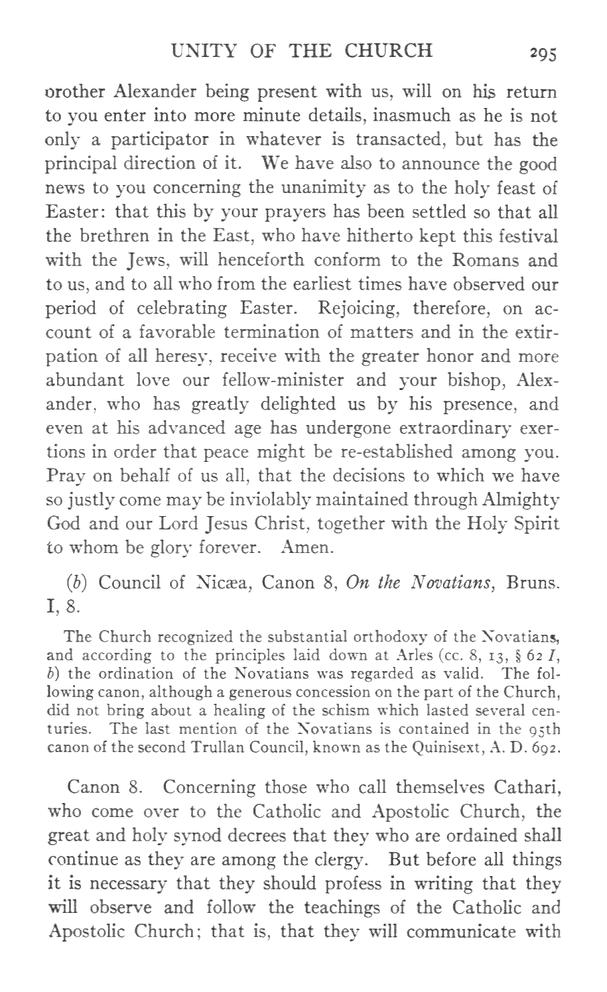 UNITY OF THE CHURCH 295
brother Alexander being present with us, will on his return
to you enter into more minute details, inasmuch as he is not
only a participator in whatever is transacted, but has the
principal direction of it. We have also to announce the good
news to you concerning the unanimity as to the holy feast of
Easter: that this by your prayers has been settled so that all
the brethren in the East, who have hitherto kept this festival
with the Jews, will henceforth conform to the Romans and
to us, and to all who from the earliest times have observed our
period of celebrating Easter. Rejoicing, therefore, on ac-
count of a favorable termination of matters and in the extir-
pation of all heresy, receive with the greater honor and more
abundant love our fellow-minister and your bishop, Alex-
ander, who has greatly delighted us by his presence, and
even at his advanced age has undergone extraordinary exer-
tions in order that peace might be re-established among you.
Pray on behalf of us all, that the decisions to which we have
so justly come may be inviolably maintained through Almighty
God and our Lord Jesus Christ, together with the Holy Spirit
to whom be glory forever. Amen.
(b) Council of Nicæa, Canon 8, On the Novatians, Bruns.
I, 8.
The Church recognized the substantial orthodoxy of the Novatians,
and according to the principles laid down at Arles (cc. 8, 13, § 62 I,
b) the ordination of the Novatians was regarded as valid. The fol-
lowing canon, although a generous concession on the part of the Church,
did not bring about a healing of the schism which lasted several cen-
turies. The last mention of the Novatians is contained in the 95th
canon of the second Trullan Council, known as the Quinisext, A. D. 692.
Canon 8. Concerning those who call themselves Cathari,
who come over to the Catholic and Apostolic Church, the
great and holy synod decrees that they who are ordained shall
continue as they are among the clergy. But before all things
it is necessary that they should profess in writing that they
will observe and follow the teachings of the Catholic and
Apostolic Church; that is, that they will communicate with